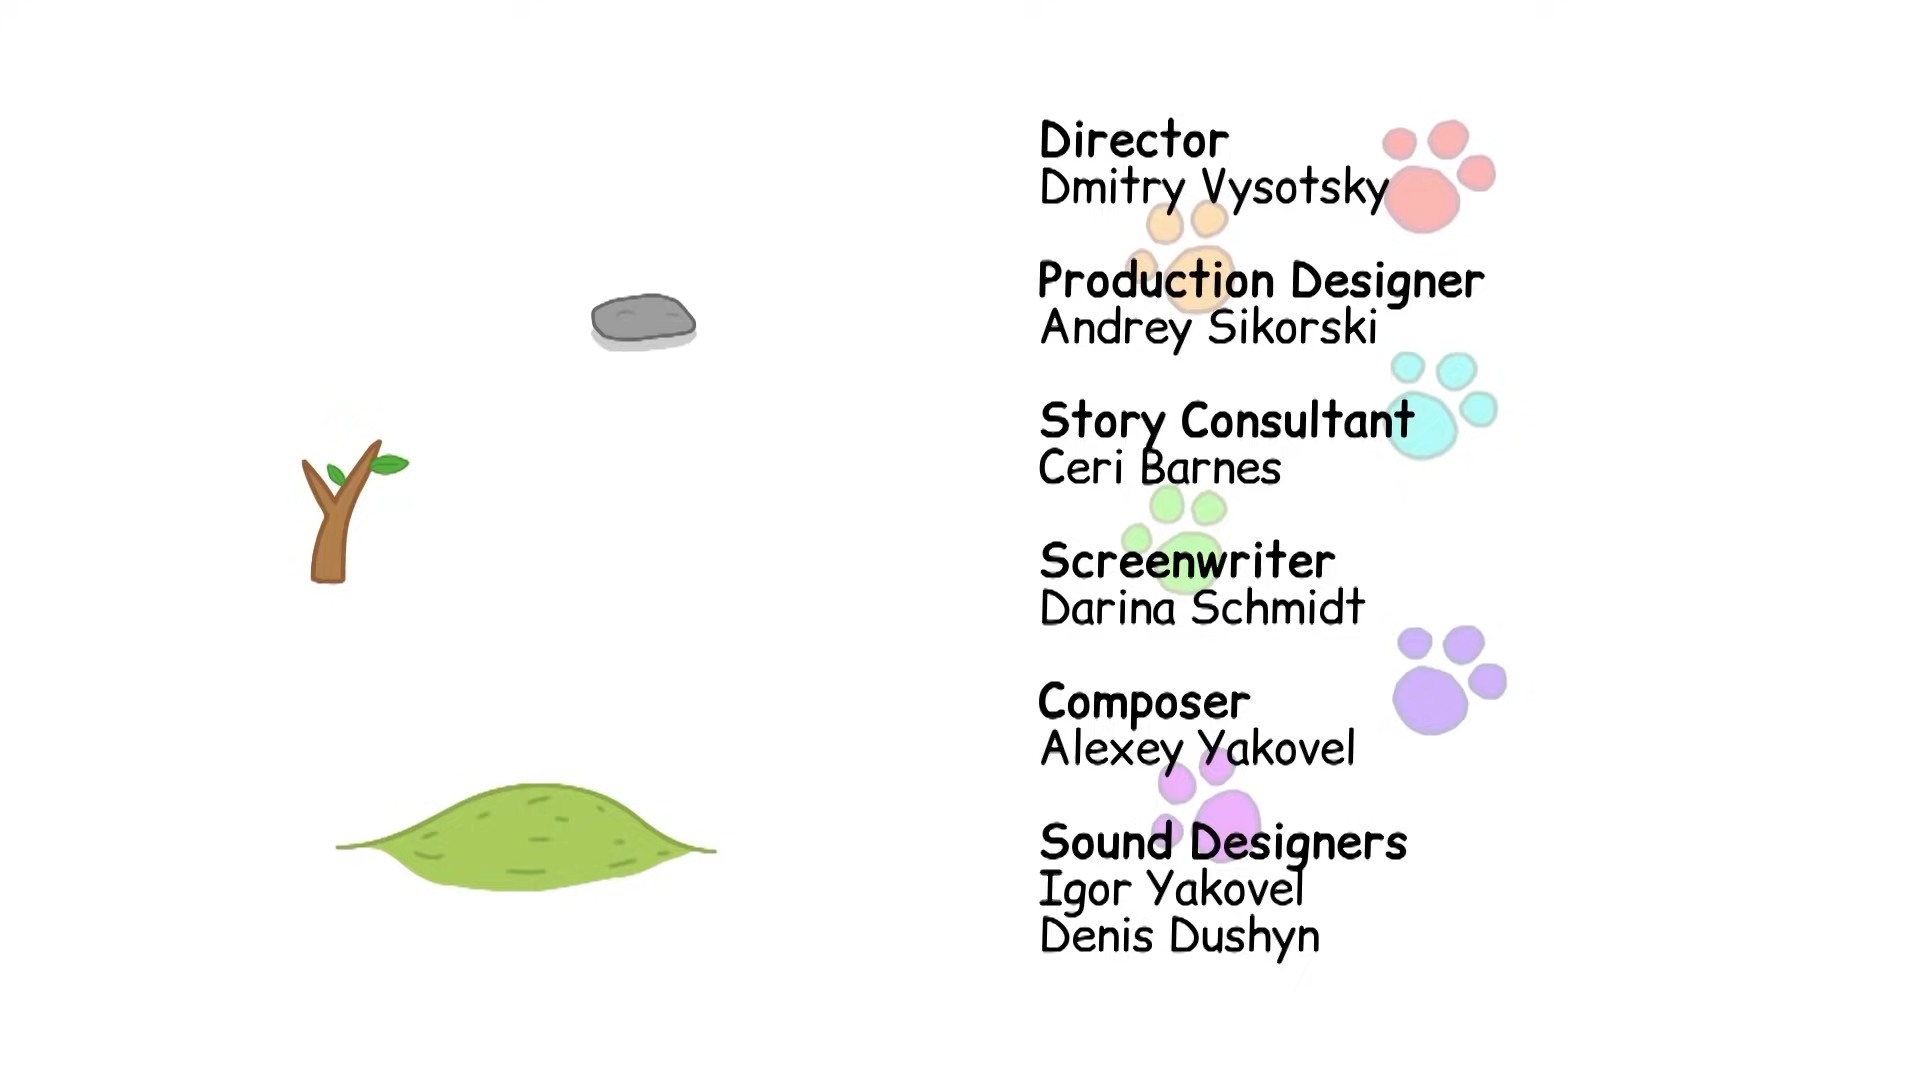 Director
Dmitry Vysotsky
Production Designer
Andrey Sikorski
Story Consultant
Ceri Barnes
Screenwriter
Darina Schmidt
Composer
Alexey Yakovel
Sound Designers
Igor Yakovel
Denis Dushyn